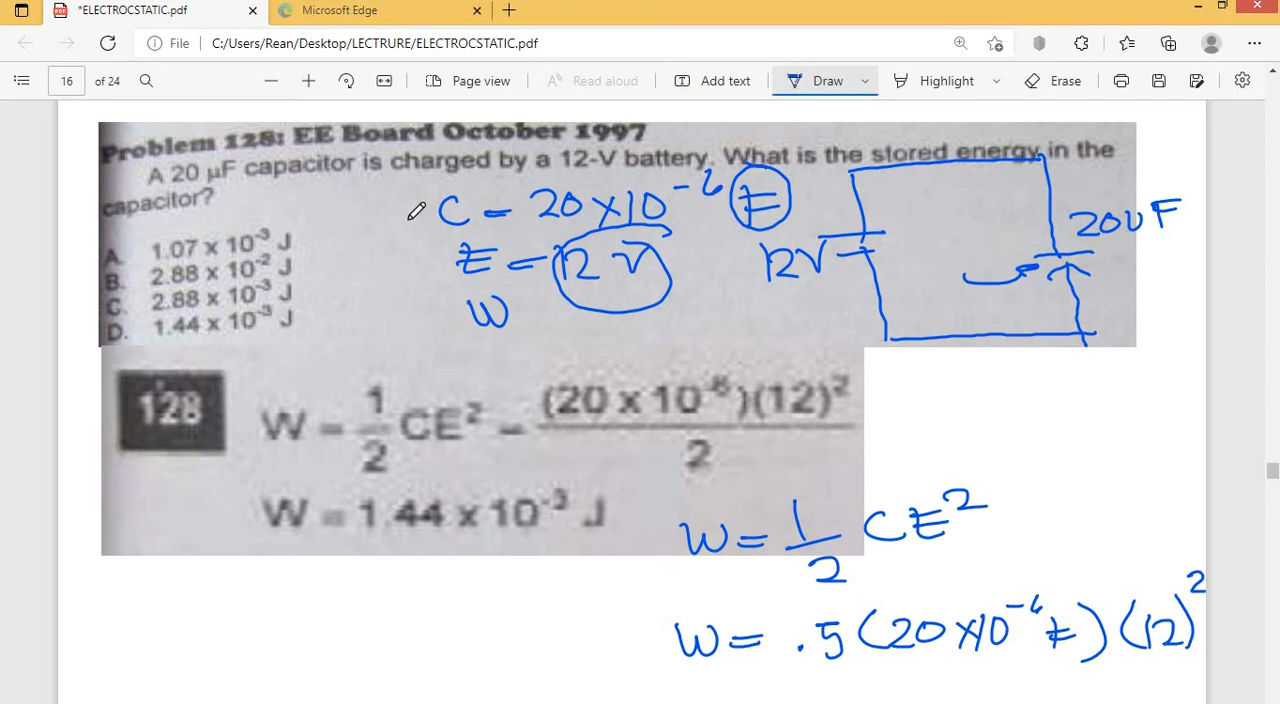 *ELECTROCSTATIC.pdf
Microsoft Edge
File
C:/Users/Rean/Desktop/LECTRURE/ELECTROCSTATIC.pdf
16 of 24
Page view
Read aloud
Add text
Draw
Highlight
Erase
Problem 128: EE Board October 1997
A 20 μF capacitor is charged by a 12-V battery. What is the stored energy in the
capacitor?
A. 1.07 x 10⁻³ J
B. 2.88 x 10⁻² J
C. 2.88 x 10⁻³ J
D. 1.44 x 10⁻³ J
C = 20 x 10⁻⁶ F
E = 12 V
W
12V
20uF
128
W = 1/2 CE² = (20 x 10⁻⁶)(12)² / 2
W = 1.44 x 10⁻³ J
W = 1/2 CE²
W = .5 (20 x 10⁻⁶ F) (12)²